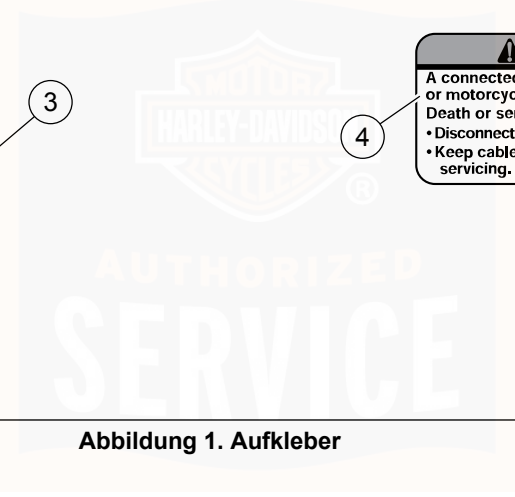 3
4
A connected
or motorcyc
Death or ser
• Disconnect
• Keep cable
servicing.
MOTOR
HARLEY-DAVIDSON
CYCLES
®
AUTHORIZED
SERVICE
Abbildung 1. Aufkleber